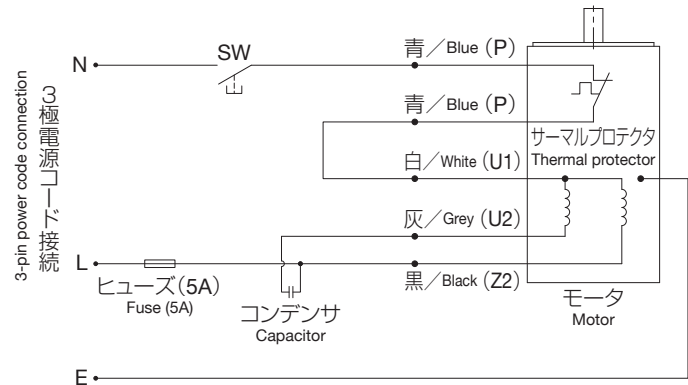 SW
N
青／Blue (P)
青／Blue (P)
サーマルプロテクタ
Thermal protector
白／White (U1)
3極電源コード接続
3-pin power code connection
灰／Grey (U2)
L
黒／Black (Z2)
ヒューズ(5A)
Fuse (5A)
コンデンサ
Capacitor
モータ
Motor
E